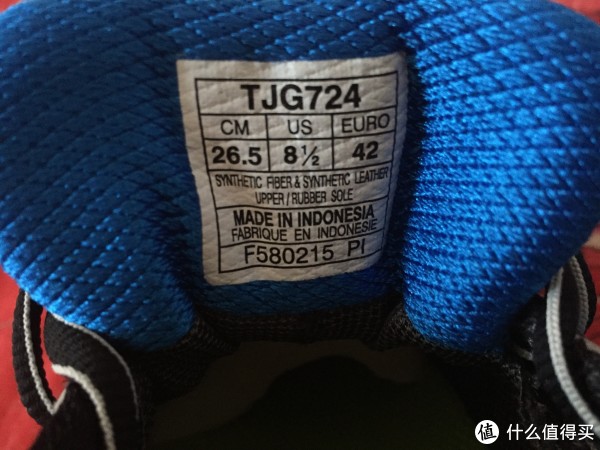 TJG724
CM US EURO
26.5 8½ 42
SYNTHETIC FIBER & SYNTHETIC LEATHER
UPPER / RUBBER SOLE
MADE IN INDONESIA
FABRIQUE EN INDONESIE
F580215 PI
值 什么值得买